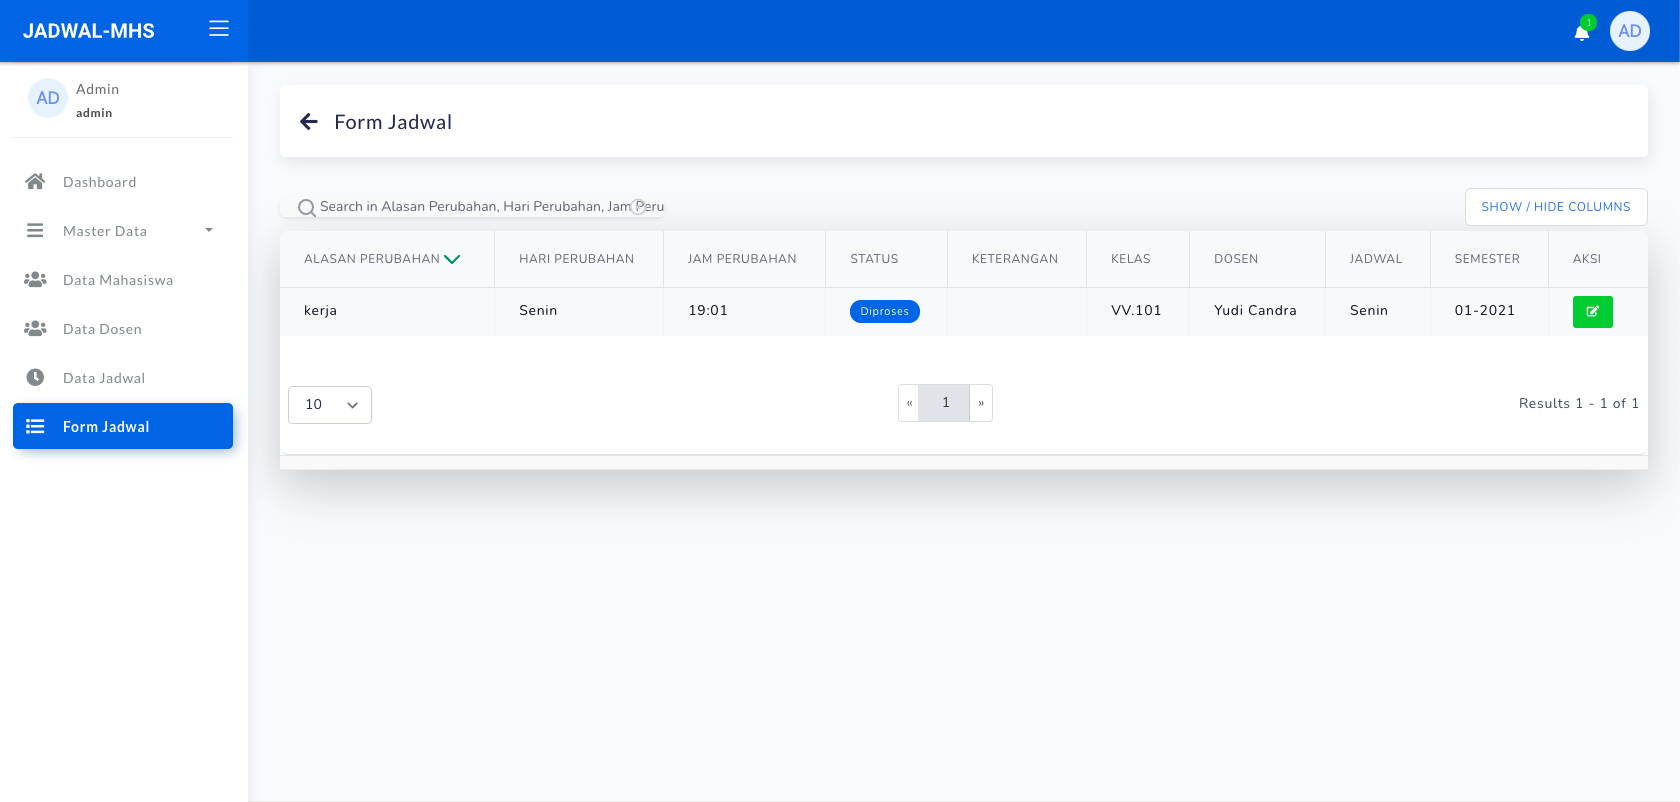 JADWAL-MHS
1
AD
AD
Admin
admin
Dashboard
Master Data
Data Mahasiswa
Data Dosen
Data Jadwal
Form Jadwal
Form Jadwal
Search in Alasan Perubahan, Hari Perubahan, Jam Peru
SHOW / HIDE COLUMNS
ALASAN PERUBAHAN HARI PERUBAHAN JAM PERUBAHAN STATUS KETERANGAN KELAS DOSEN JADWAL SEMESTER AKSI
kerja Senin 19:01 Diproses VV.101 Yudi Candra Senin 01-2021
10 « 1 » Results 1 - 1 of 1